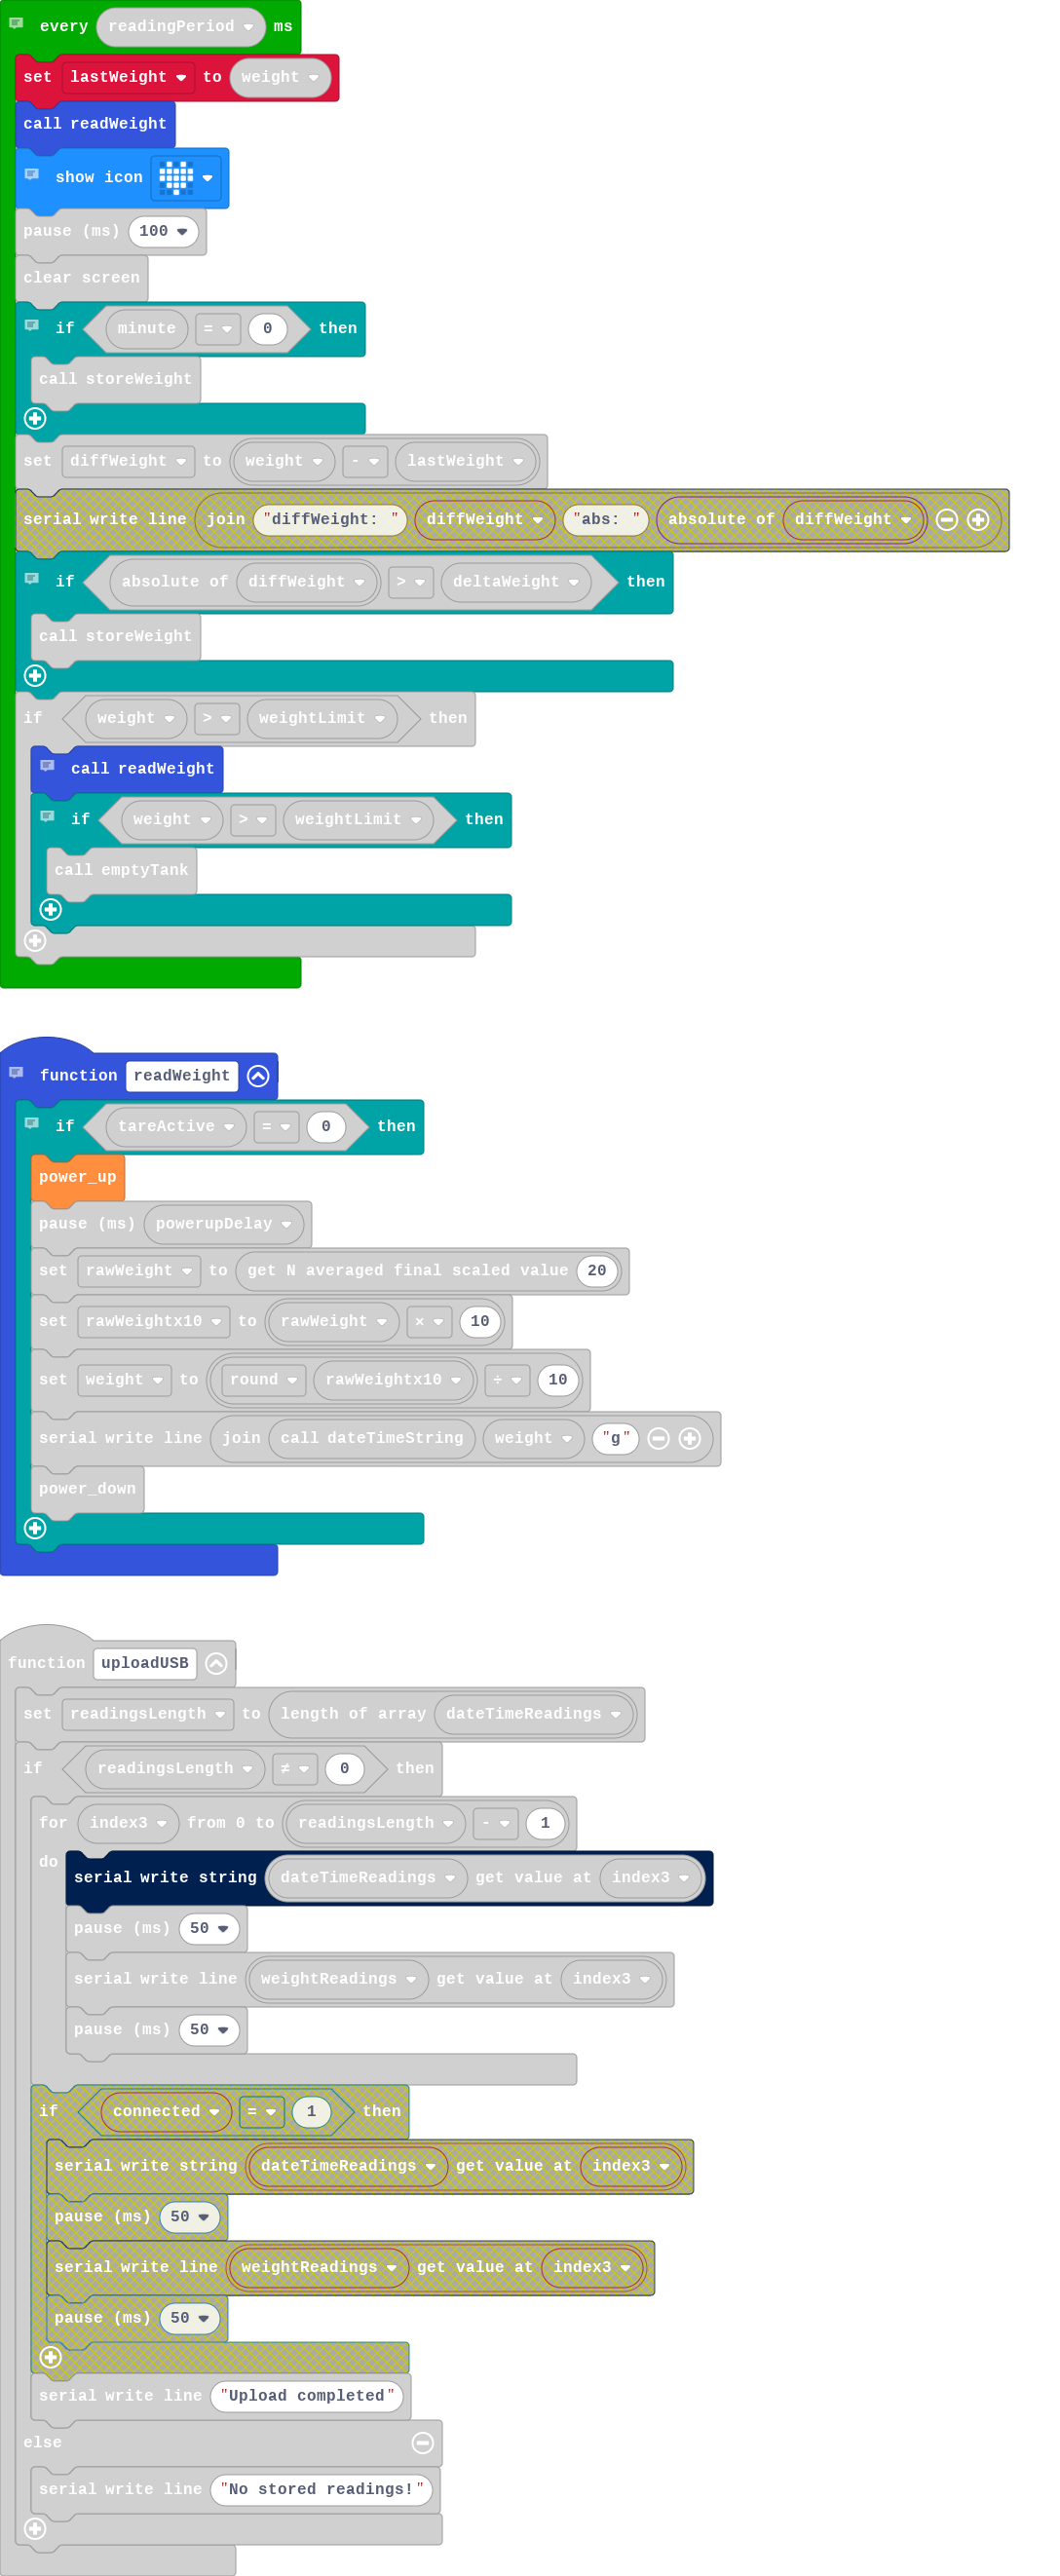 every readingPeriod ms
set lastWeight to weight
call readWeight
show icon
pause (ms) 100
clear screen
if minute = 0 then
call storeWeight
set diffWeight to weight - lastWeight
serial write line join "diffWeight: " diffWeight "abs: " absolute of diffWeight
if absolute of diffWeight > deltaWeight then
call storeWeight
if weight > weightLimit then
call readWeight
if weight > weightLimit then
call emptyTank
function readWeight
if tareActive = 0 then
power_up
pause (ms) powerupDelay
set rawWeight to get N averaged final scaled value 20
set rawWeightx10 to rawWeight × 10
set weight to round rawWeightx10 ÷ 10
serial write line join call dateTimeString weight "g"
power_down
function uploadUSB
set readingsLength to length of array dateTimeReadings
if readingsLength ≠ 0 then
for index3 from 0 to readingsLength - 1
do serial write string dateTimeReadings get value at index3
pause (ms) 50
serial write line weightReadings get value at index3
pause (ms) 50
if connected = 1 then
serial write string dateTimeReadings get value at index3
pause (ms) 50
serial write line weightReadings get value at index3
pause (ms) 50
serial write line "Upload completed"
else
serial write line "No stored readings!"